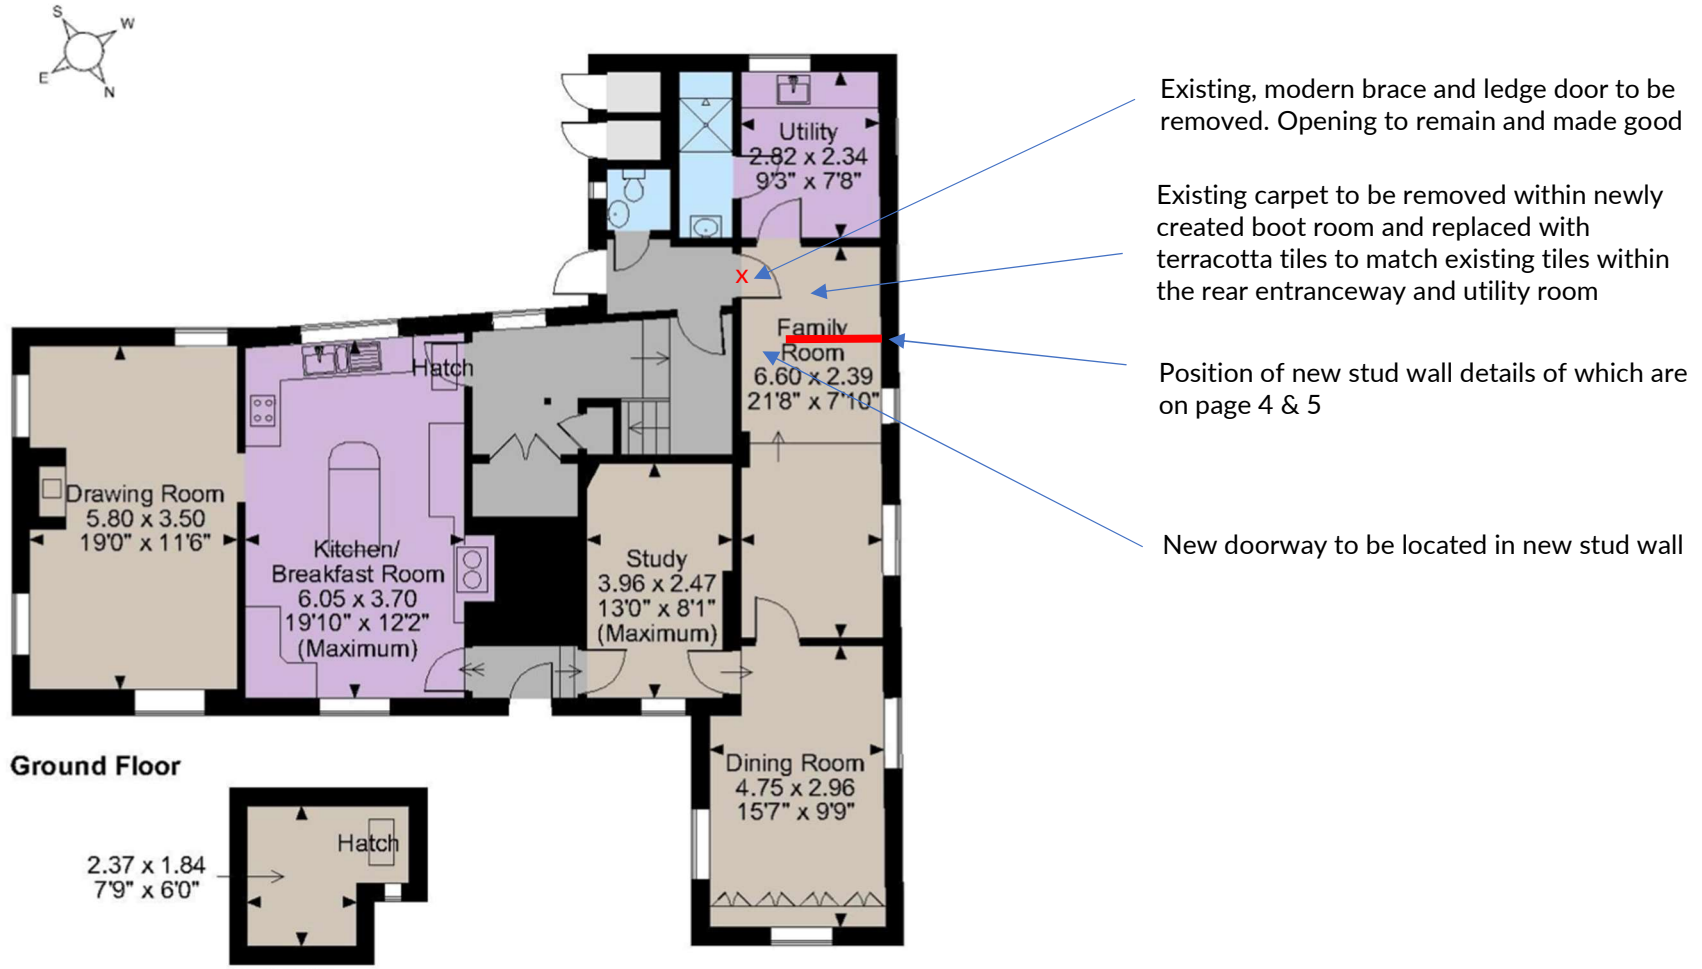 S
W
E
N
Existing, modern brace and ledge door to be
removed. Opening to remain and made good
Existing carpet to be removed within newly
created boot room and replaced with
terracotta tiles to match existing tiles within
the rear entranceway and utility room
Position of new stud wall details of which are
on page 4 & 5
New doorway to be located in new stud wall
Utility
2.82 x 2.34
9'3" x 7'8"
x
Family
Room
6.60 x 2.39
21'8" x 7'10"
Hatch
Drawing Room
5.80 x 3.50
19'0" x 11'6"
Kitchen/
Breakfast Room
6.05 x 3.70
19'10" x 12'2"
(Maximum)
Study
3.96 x 2.47
13'0" x 8'1"
(Maximum)
Dining Room
4.75 x 2.96
15'7" x 9'9"
Ground Floor
Hatch
2.37 x 1.84
7'9" x 6'0"